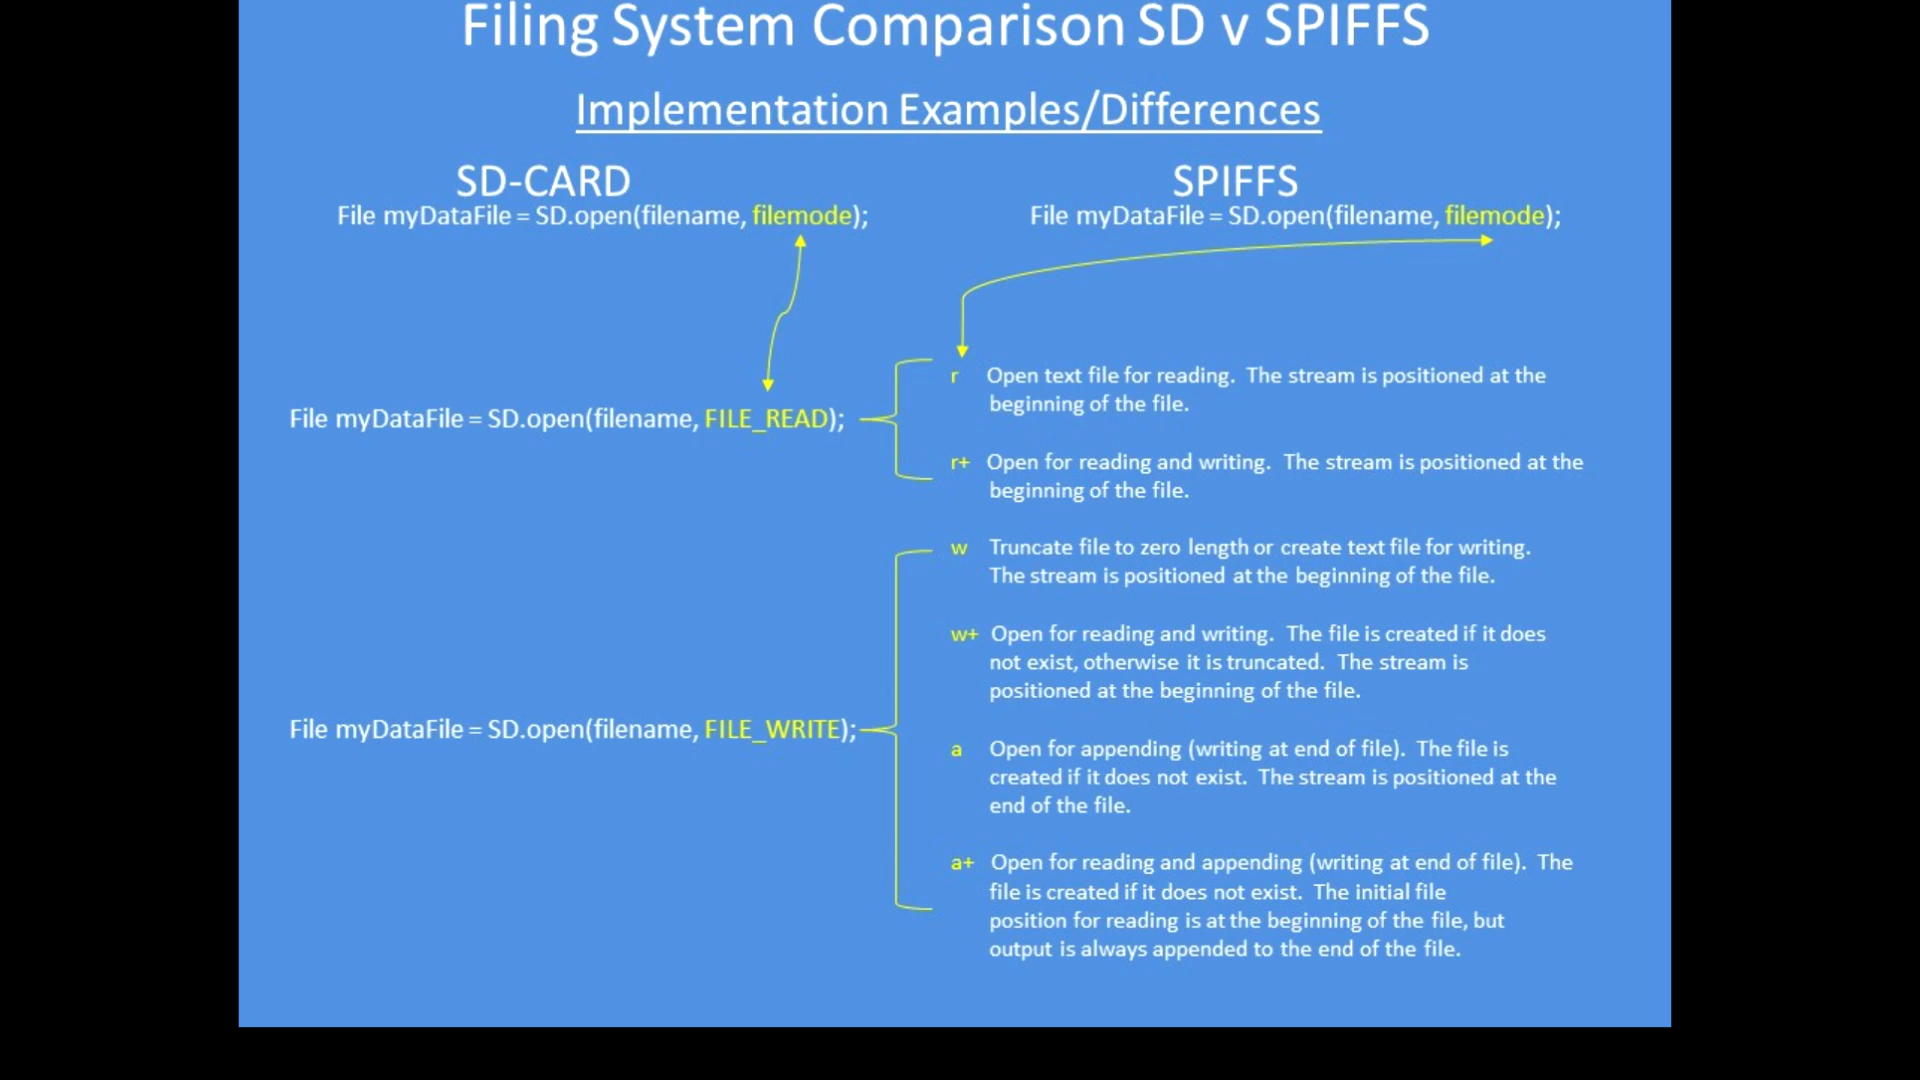 Filing System Comparison SD v SPIFFS
Implementation Examples/Differences
SD-CARD
File myDataFile = SD.open(filename, filemode);
SPIFFS
File myDataFile = SD.open(filename, filemode);
File myDataFile = SD.open(filename, FILE_READ);
r Open text file for reading. The stream is positioned at the
beginning of the file.
r+ Open for reading and writing. The stream is positioned at the
beginning of the file.
File myDataFile = SD.open(filename, FILE_WRITE);
w Truncate file to zero length or create text file for writing.
The stream is positioned at the beginning of the file.
w+ Open for reading and writing. The file is created if it does
not exist, otherwise it is truncated. The stream is
positioned at the beginning of the file.
a Open for appending (writing at end of file). The file is
created if it does not exist. The stream is positioned at the
end of the file.
a+ Open for reading and appending (writing at end of file). The
file is created if it does not exist. The initial file
position for reading is at the beginning of the file, but
output is always appended to the end of the file.